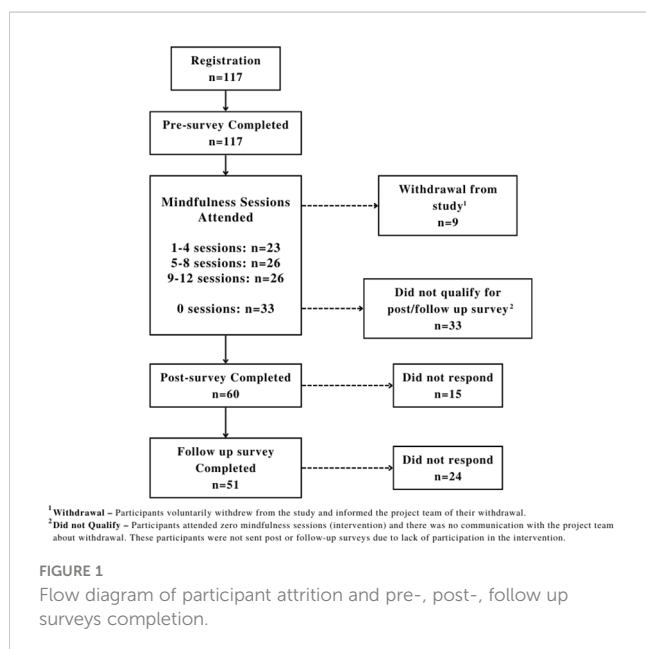 Registration
n=117
Pre-survey Completed
n=117
Mindfulness Sessions
Attended
1-4 sessions: n=23
5-8 sessions: n=26
9-12 sessions: n=26
0 sessions: n=33
Withdrawal from
study1
n=9
Did not qualify for
post/follow up survey2
n=33
Post-survey Completed
n=60
Did not respond
n=15
Follow up survey
Completed
n=51
Did not respond
n=24
1Withdrawal – Participants voluntarily withdrew from the study and informed the project team of their withdrawal.
2Did not Qualify – Participants attended zero mindfulness sessions (intervention) and there was no communication with the project team
about withdrawal. These participants were not sent post or follow-up surveys due to lack of participation in the intervention.
FIGURE 1
Flow diagram of participant attrition and pre-, post-, follow up
surveys completion.